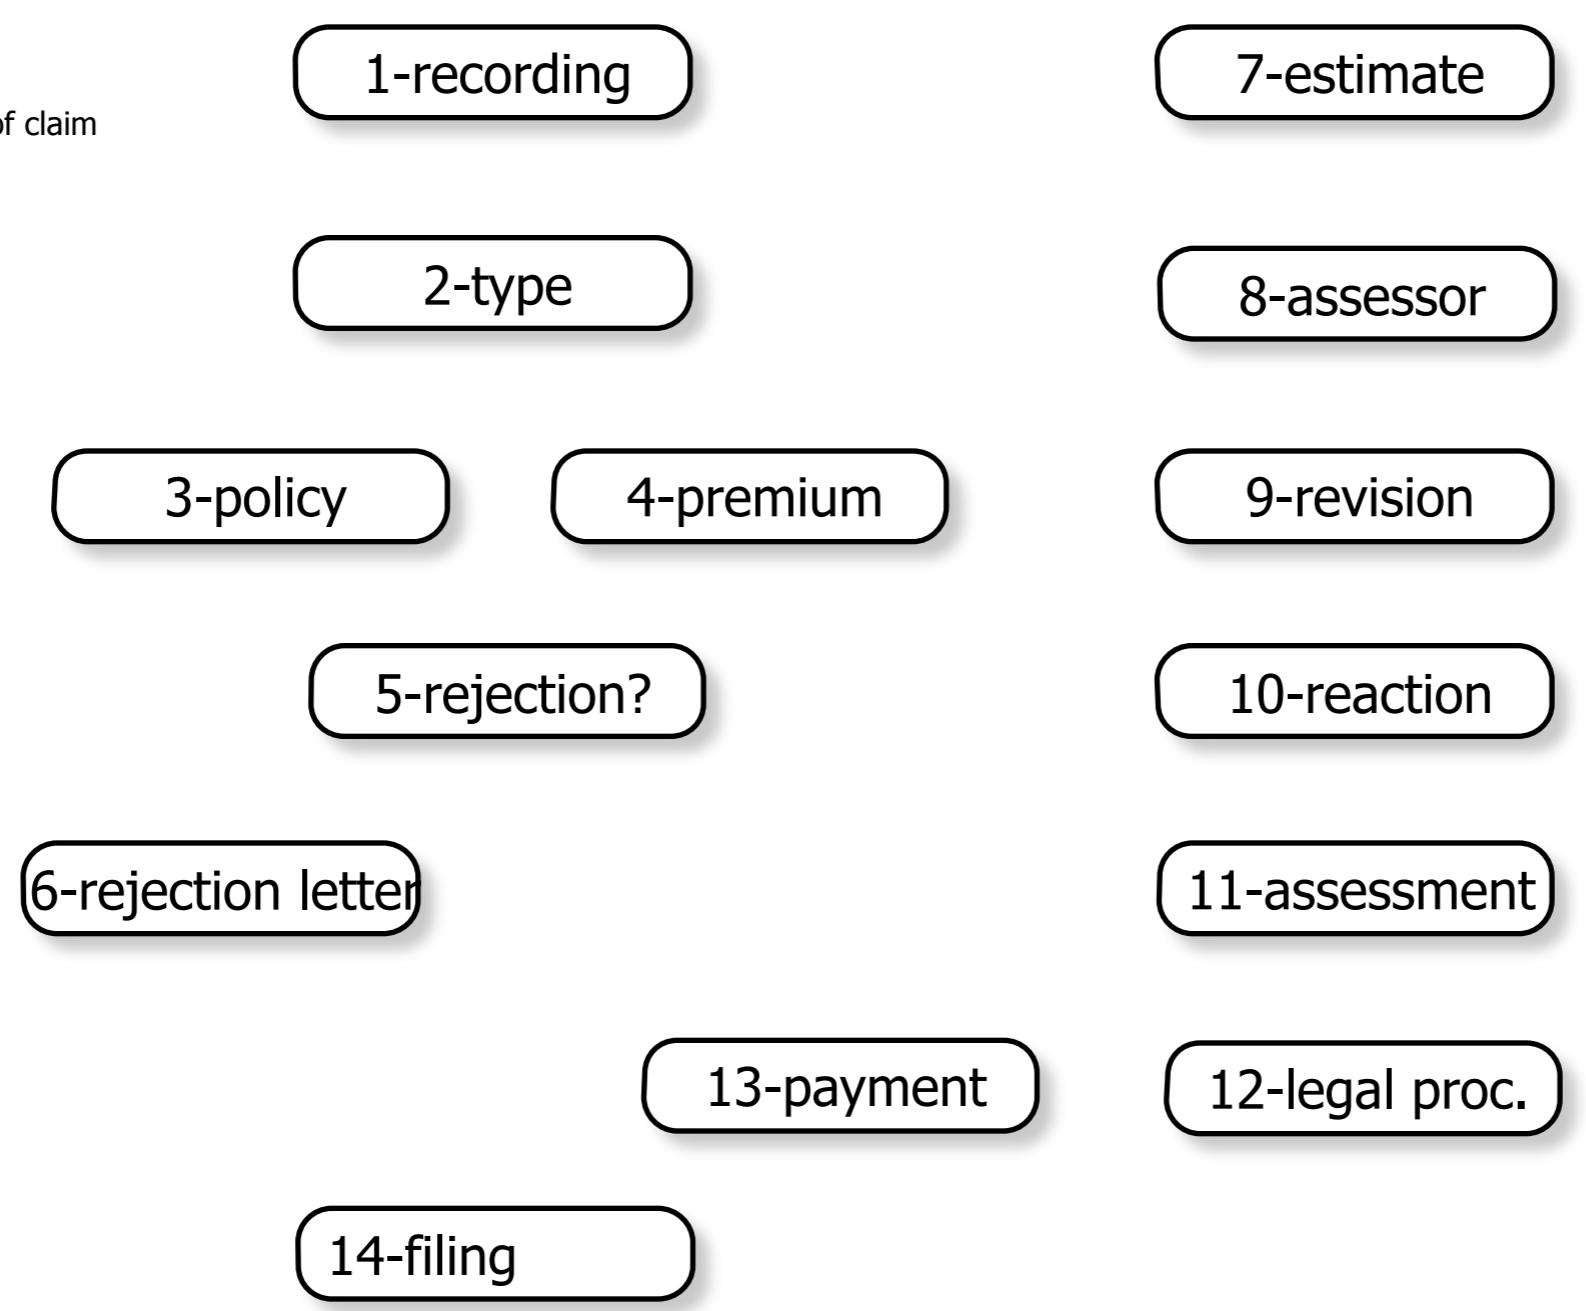 1-recording
7-estimate
of claim
2-type
8-assessor
3-policy
4-premium
9-revision
5-rejection?
10-reaction
6-rejection letter
11-assessment
13-payment
12-legal proc.
14-filing